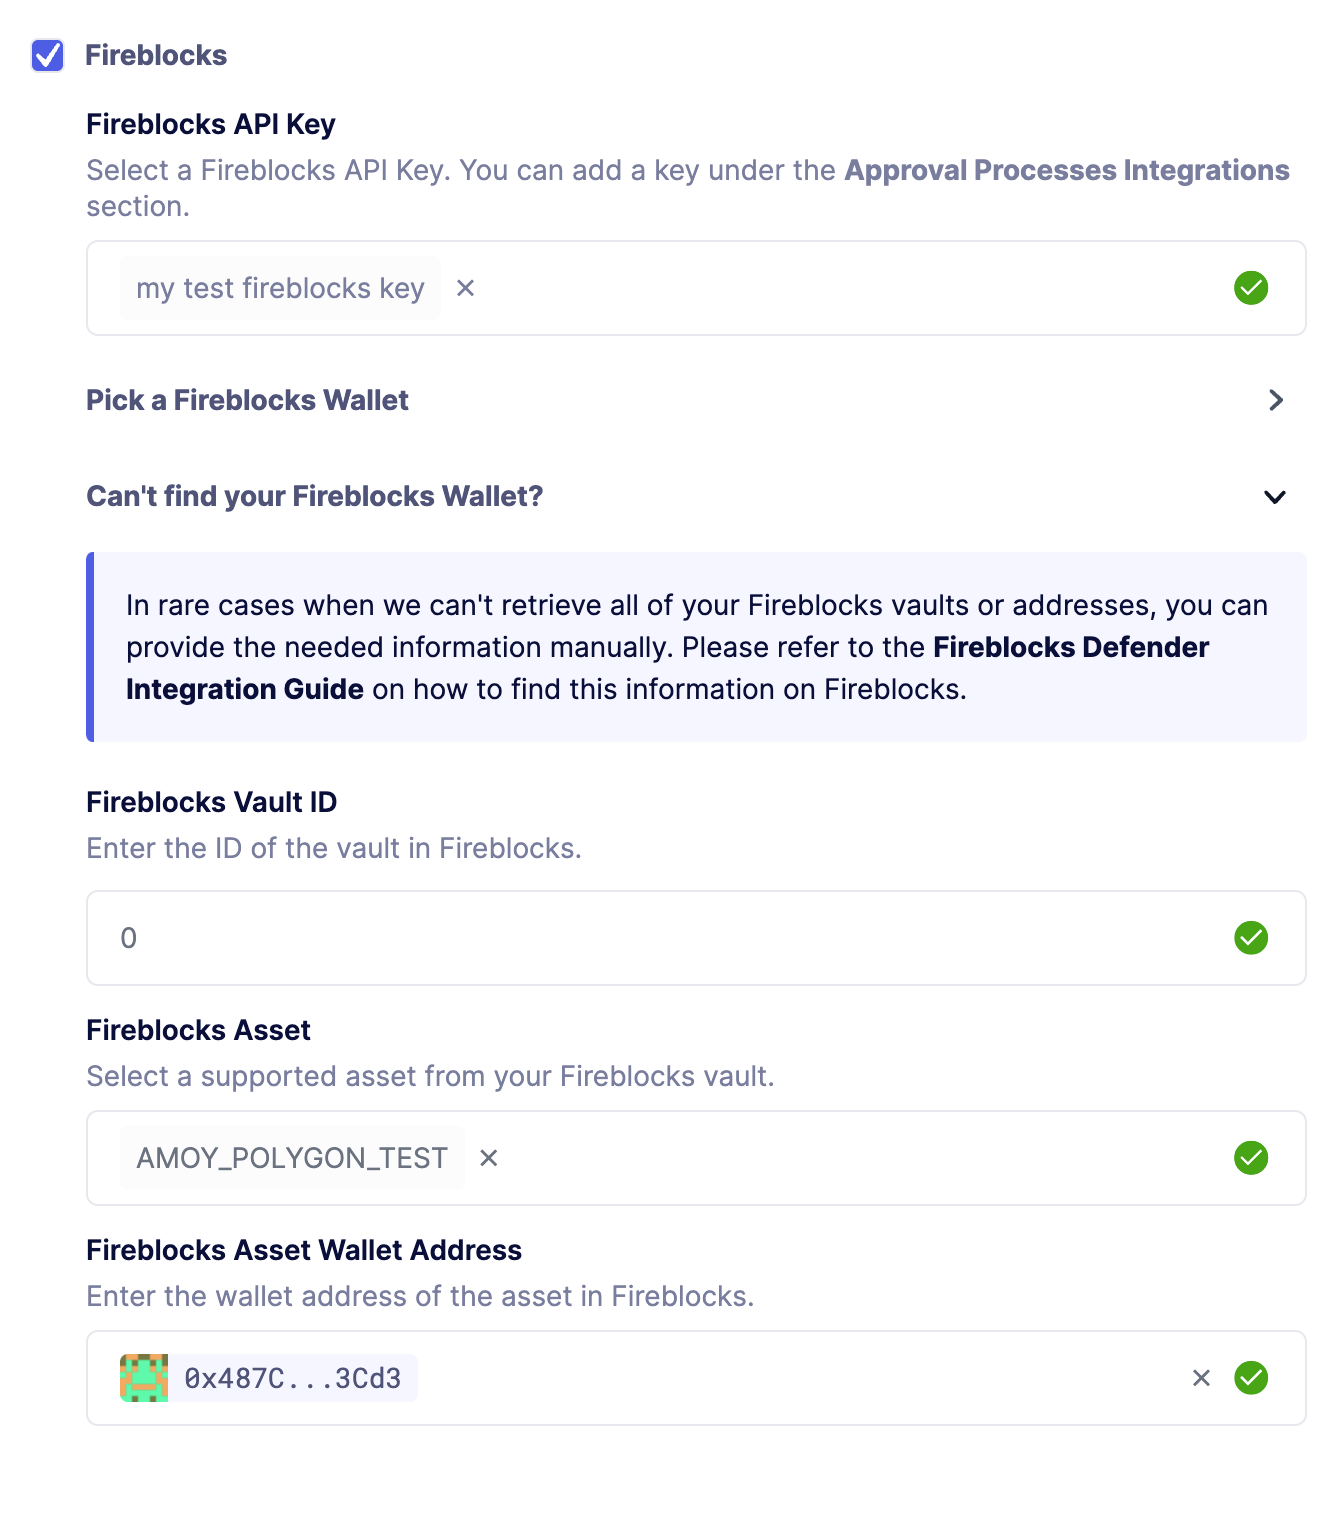 Fireblocks
Fireblocks API Key
Select a Fireblocks API Key. You can add a key under the Approval Processes Integrations
section.
my test fireblocks key
Pick a Fireblocks Wallet
Can't find your Fireblocks Wallet?
In rare cases when we can't retrieve all of your Fireblocks vaults or addresses, you can
provide the needed information manually. Please refer to the Fireblocks Defender
Integration Guide on how to find this information on Fireblocks.
Fireblocks Vault ID
Enter the ID of the vault in Fireblocks.
0
Fireblocks Asset
Select a supported asset from your Fireblocks vault.
AMOY_POLYGON_TEST
Fireblocks Asset Wallet Address
Enter the wallet address of the asset in Fireblocks.
0x487C...3Cd3